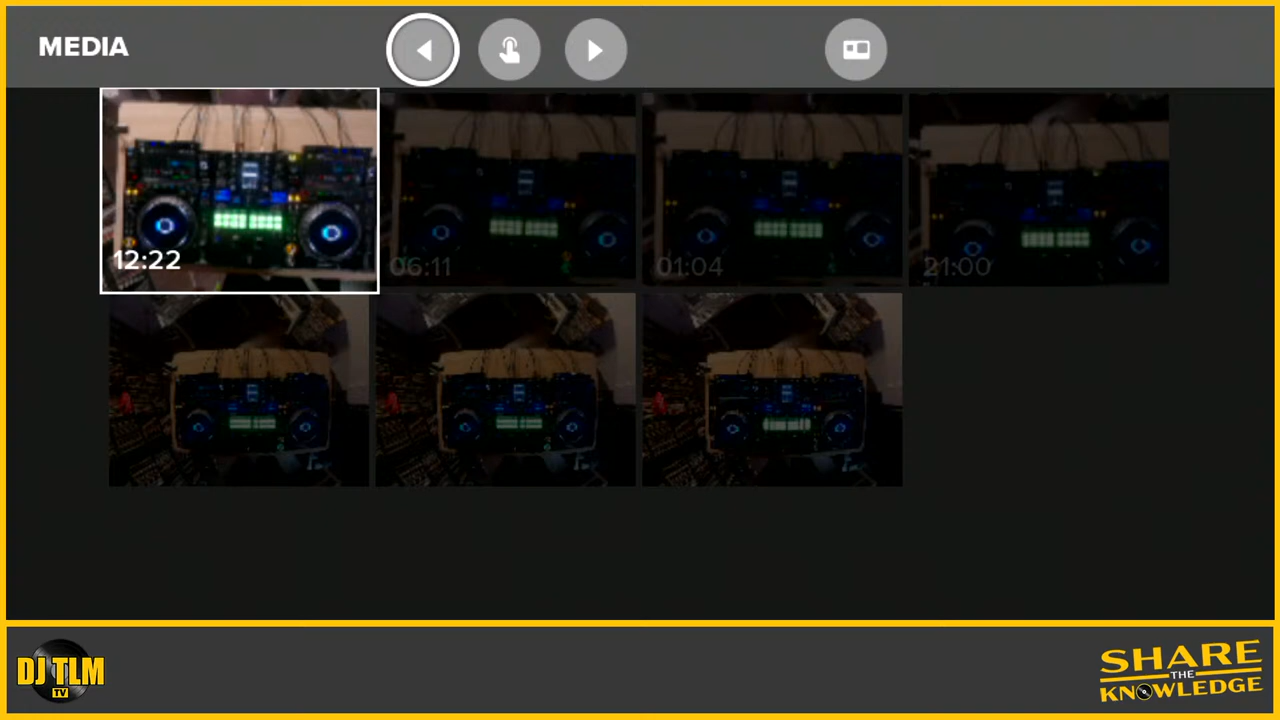 MEDIA
12:22
06:11
01:04
21:00
DJ TLM
TV
SHARE
THE
KNOWLEDGE